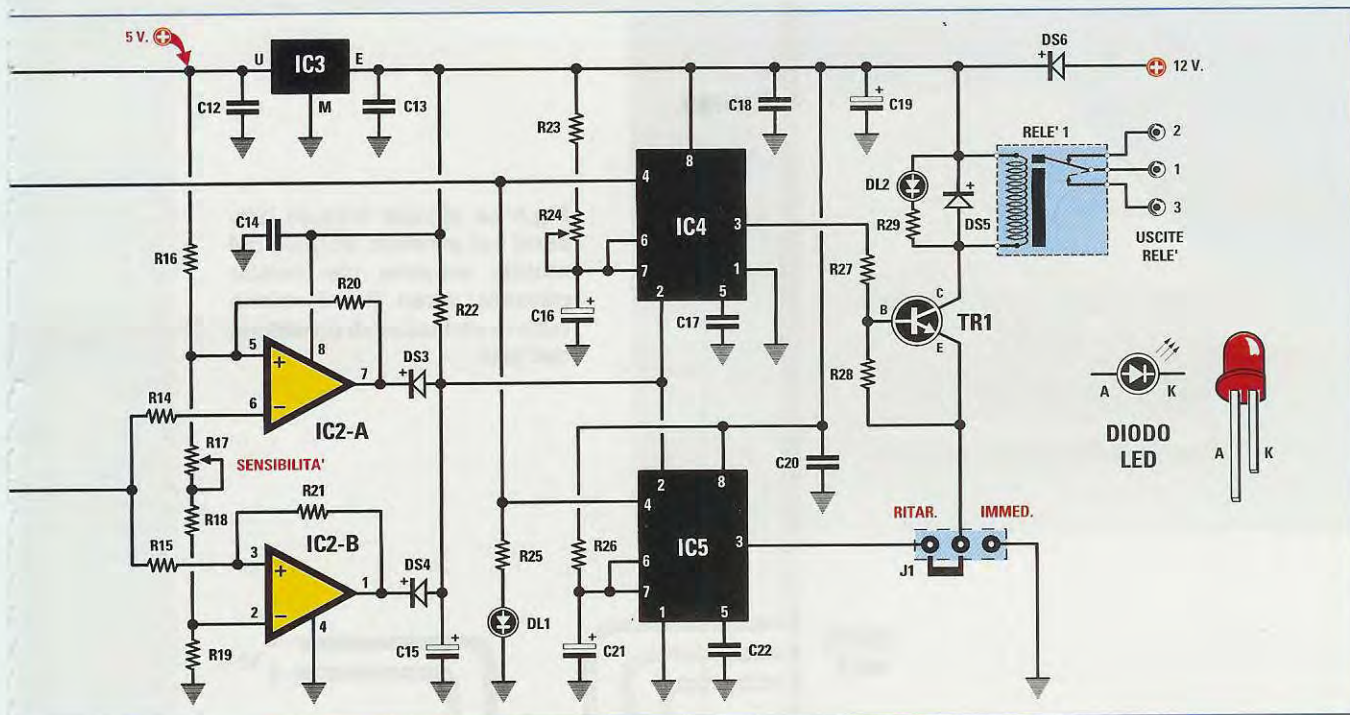 5 V.
U
IC3
E
M
C12
C13
R23
C18
C19
DS6
12 V.
RELE' 1
2
1
3
USCITE
RELE'
DL2
R29
DS5
8
4
IC4
3
6
7
1
2
5
R24
C16
C17
R27
B
C
TR1
E
R28
C14
R16
R20
R22
5
8
7
6
DS3
R14
IC2-A
R17
SENSIBILITA'
R18
R21
IC2-B
R15
3
1
2
4
DS4
R19
C15
R25
DL1
R26
C21
2
8
4
IC5
3
6
7
1
5
C22
C20
RITAR.
IMMED.
J1
A
K
DIODO
LED
A
K